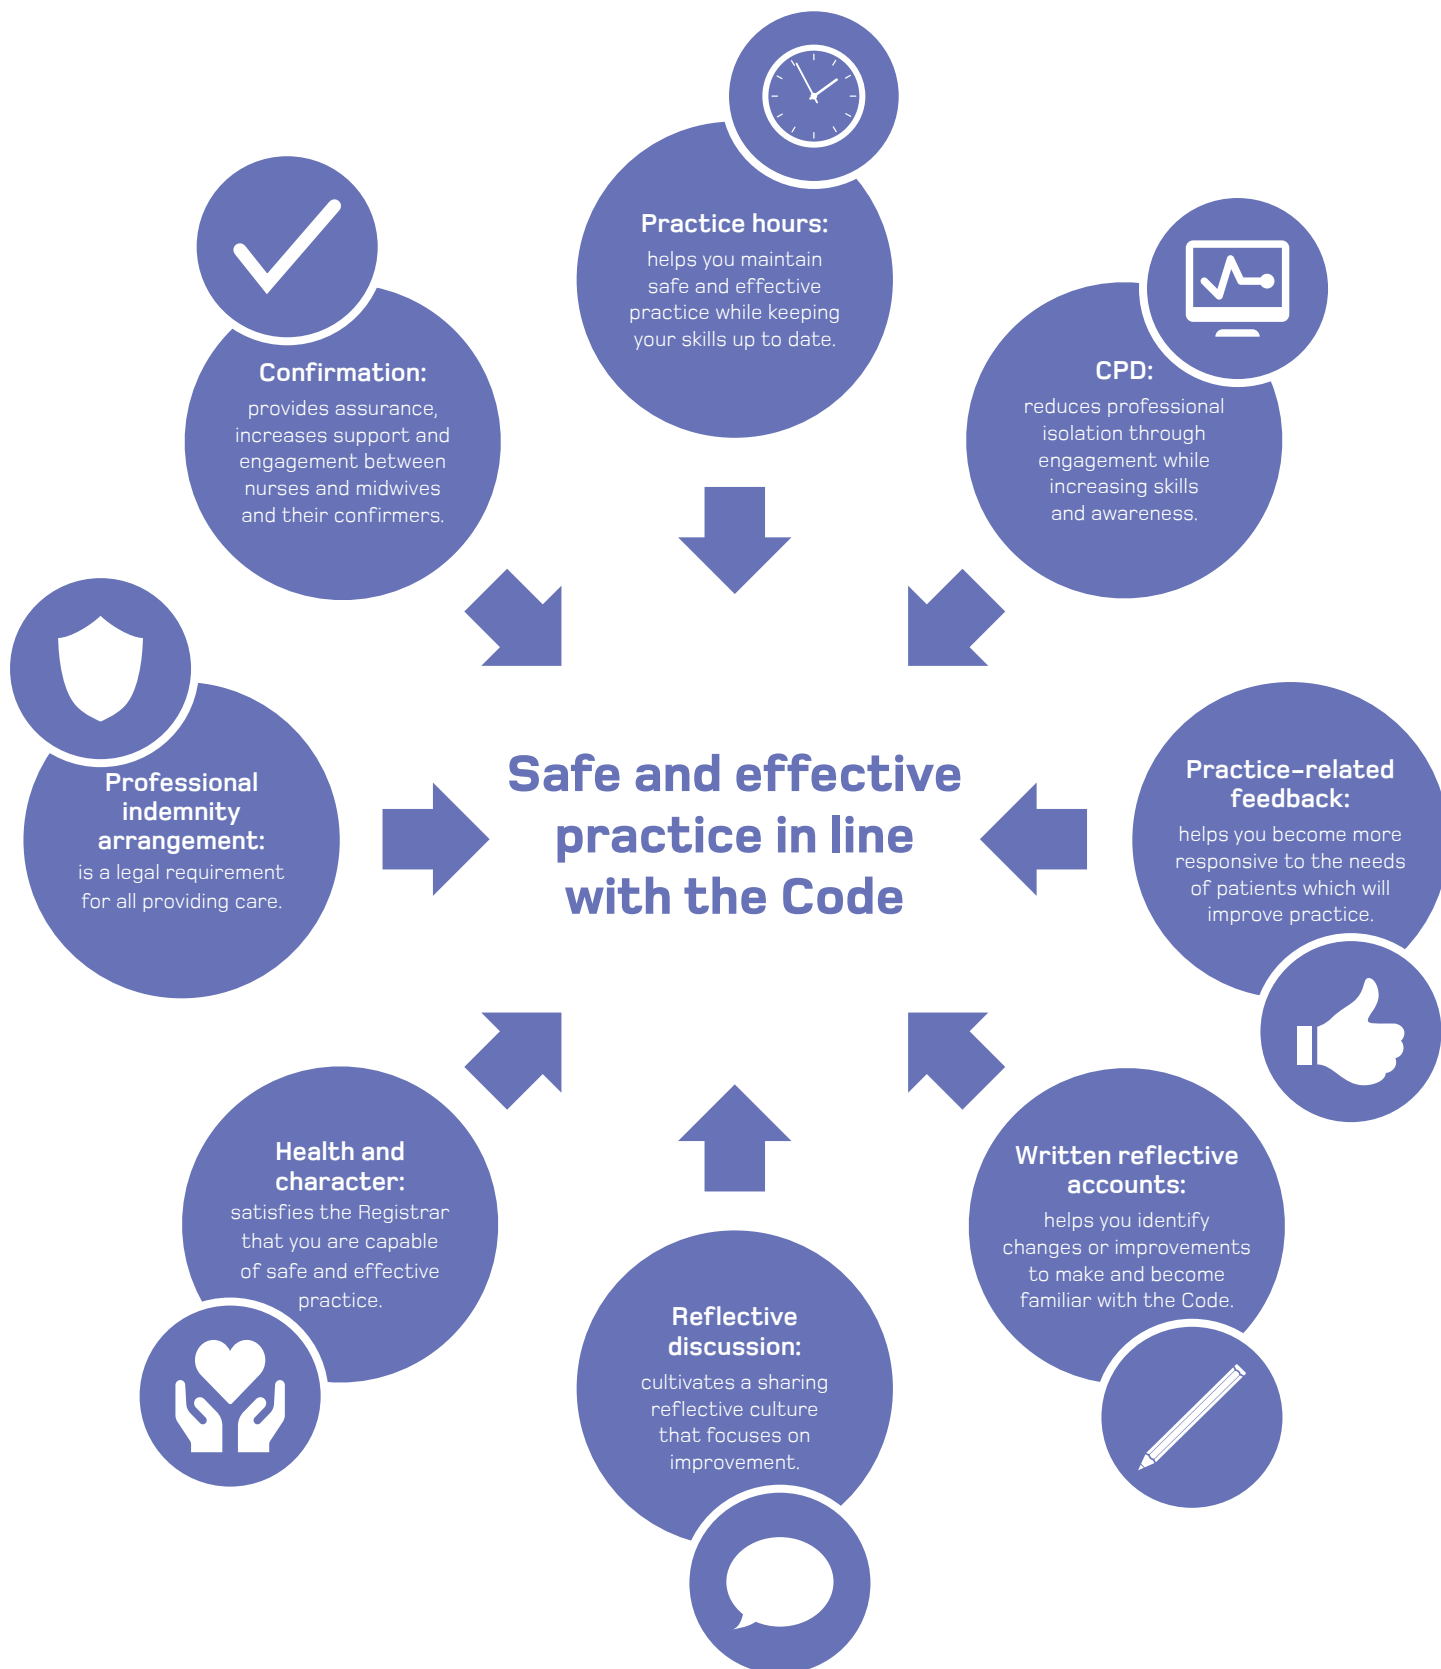 Practice hours:
helps you maintain
safe and effective
practice while keeping
your skills up to date.
CPD:
reduces professional
isolation through
engagement while
increasing skills
and awareness.
Practice-related
feedback:
helps you become more
responsive to the needs
of patients which will
improve practice.
Written reflective
accounts:
helps you identify
changes or improvements
to make and become
familiar with the Code.
Reflective
discussion:
cultivates a sharing
reflective culture
that focuses on
improvement.
Health and
character:
satisfies the Registrar
that you are capable
of safe and effective
practice.
Professional
indemnity
arrangement:
is a legal requirement
for all providing care.
Confirmation:
provides assurance,
increases support and
engagement between
nurses and midwives
and their confirmers.
Safe and effective
practice in line
with the Code